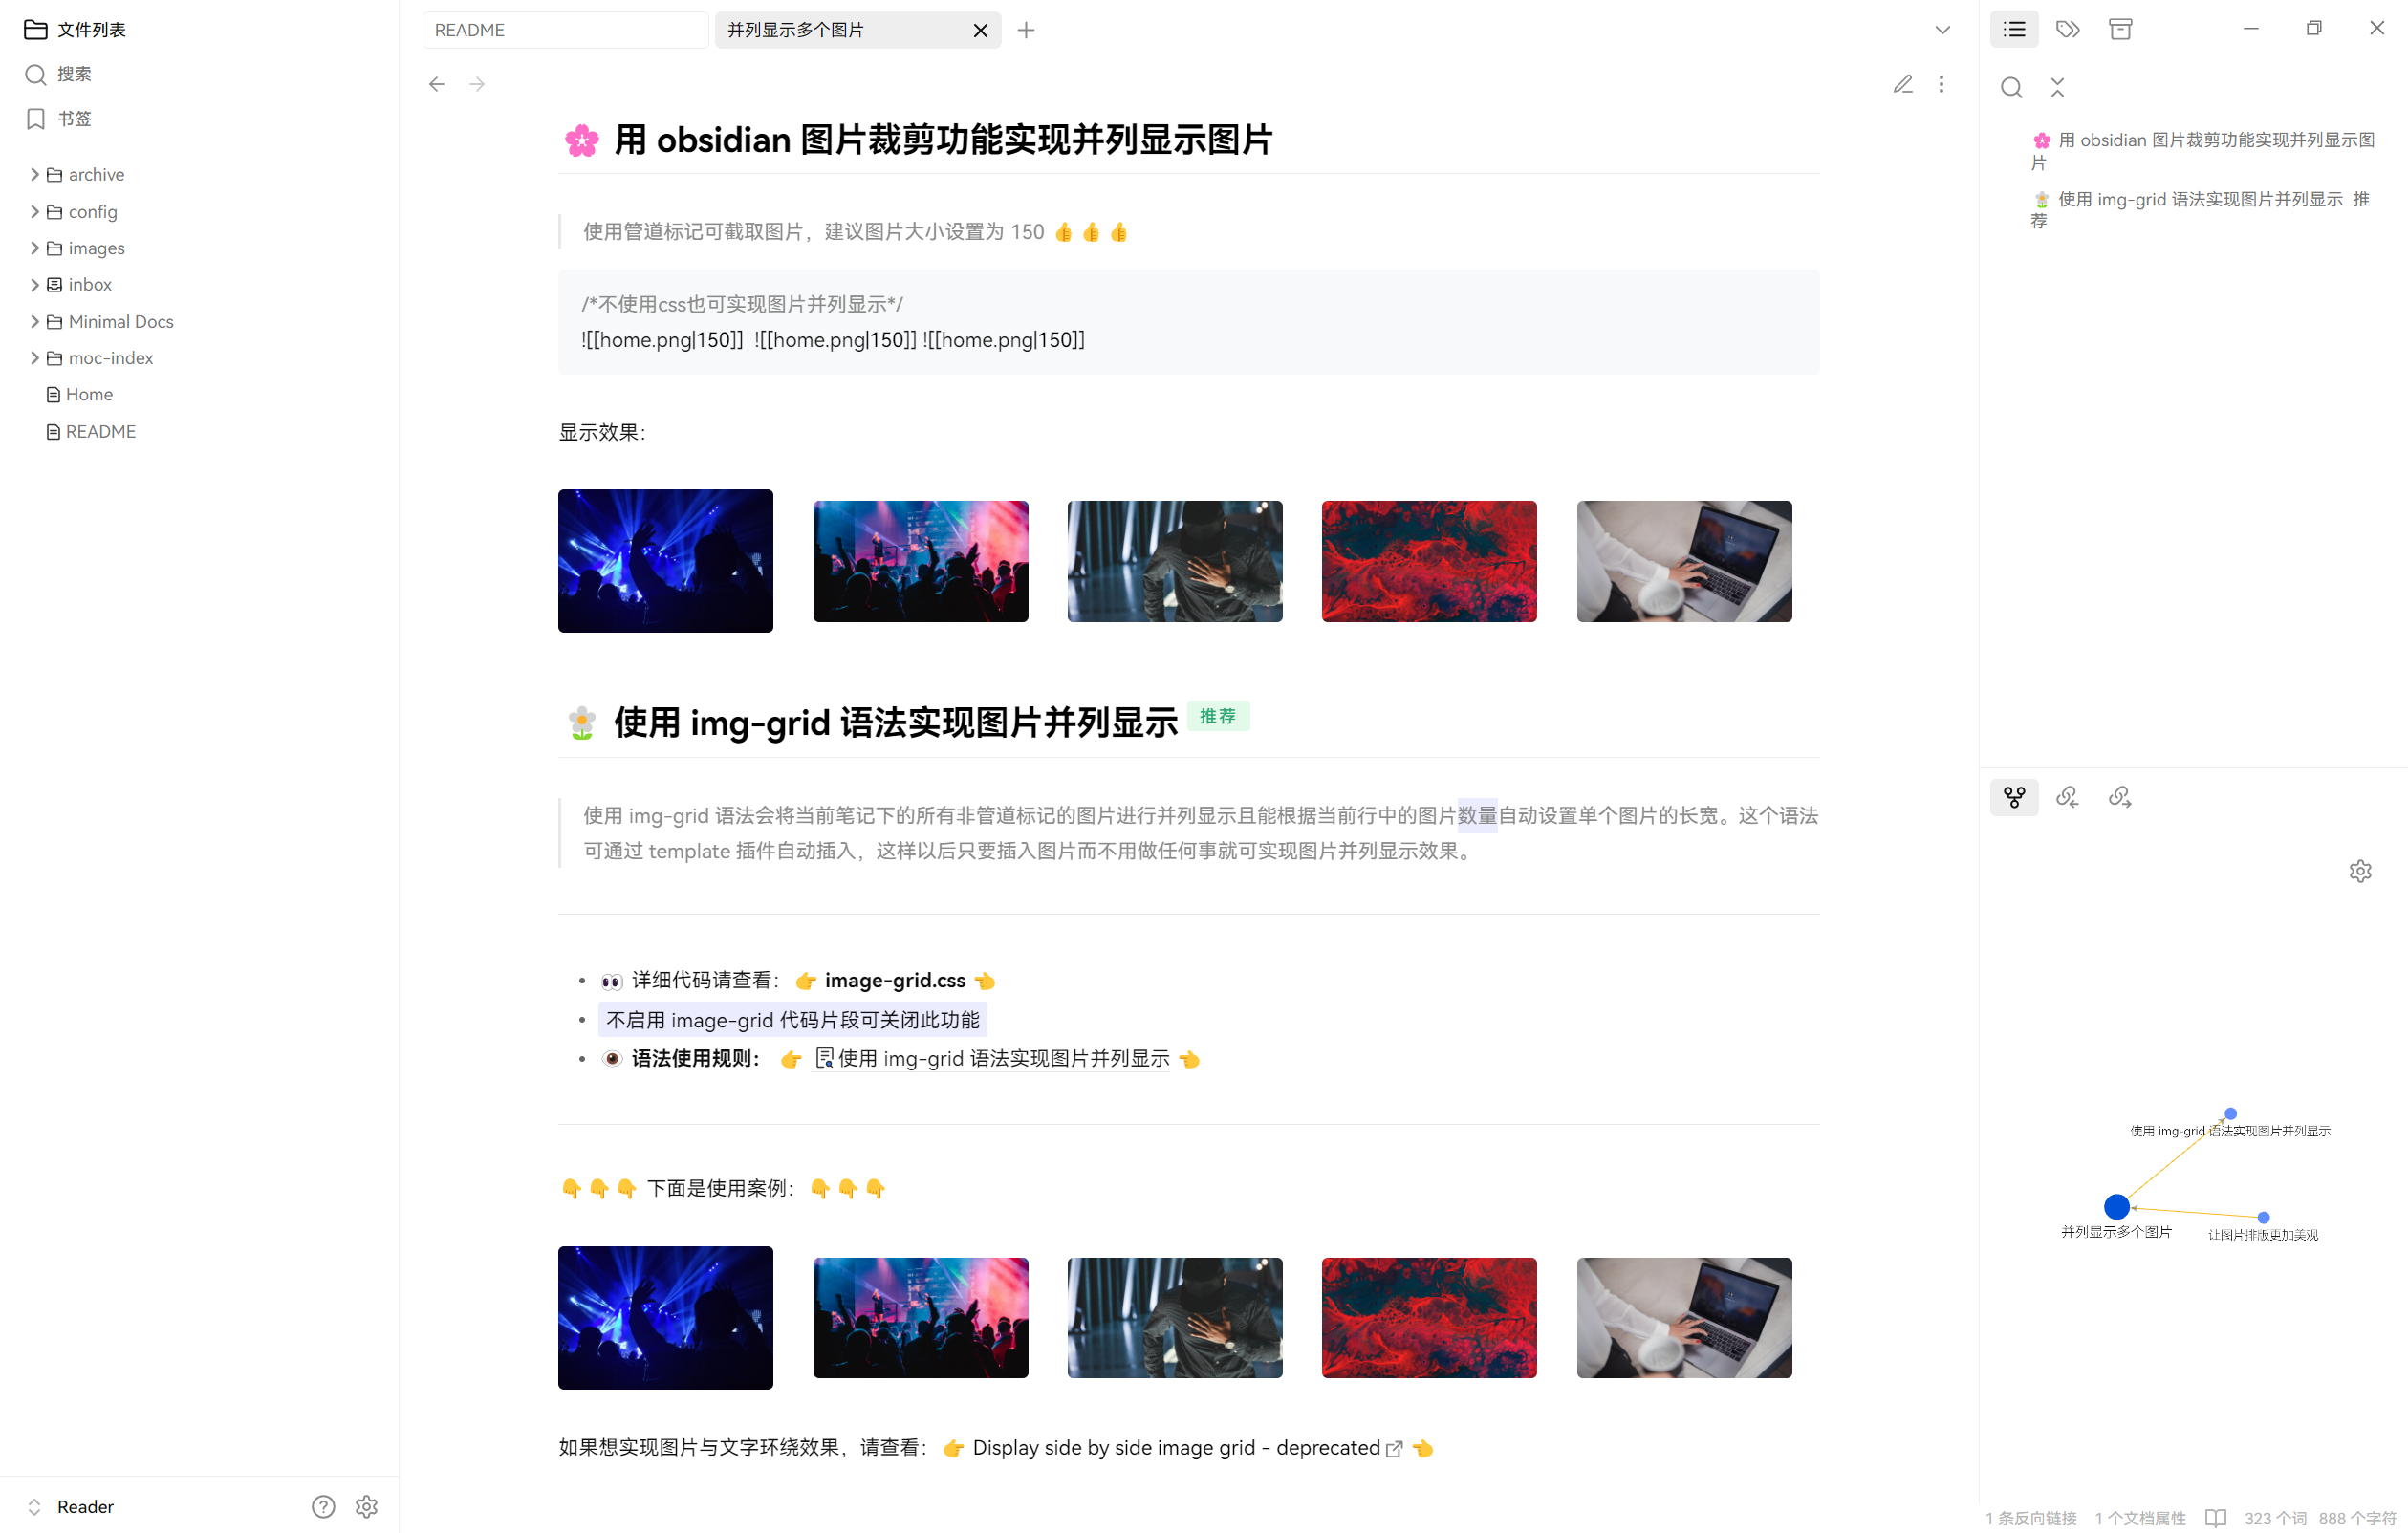 文件列表
搜索
书签
archive
config
images
inbox
Minimal Docs
moc-index
Home
README
Reader
README
并列显示多个图片
🌸 用 obsidian 图片裁剪功能实现并列显示图片
使用管道标记可截取图片，建议图片大小设置为 150 👍 👍 👍
/*不使用css也可实现图片并列显示*/
![[home.png|150]] ![[home.png|150]] ![[home.png|150]]
显示效果：
🌼 使用 img-grid 语法实现图片并列显示 推荐
使用 img-grid 语法会将当前笔记下的所有非管道标记的图片进行并列显示且能根据当前行中的图片数量自动设置单个图片的长宽。这个语法
可通过 template 插件自动插入，这样以后只要插入图片而不用做任何事就可实现图片并列显示效果。
👀 详细代码请查看： 👉 image-grid.css 👈
不启用 image-grid 代码片段可关闭此功能
👁️ 语法使用规则： 👉 使用 img-grid 语法实现图片并列显示 👈
👇 👇 👇 下面是使用案例： 👇 👇 👇
如果想实现图片与文字环绕效果，请查看： 👉 Display side by side image grid - deprecated 👈
🌸 用 obsidian 图片裁剪功能实现并列显示图
片
🌼 使用 img-grid 语法实现图片并列显示 推
荐
使用 img-grid 语法实现图片并列显示
并列显示多个图片
让图片排版更加美观
1 条反向链接 1 个文档属性 323 个词 888 个字符